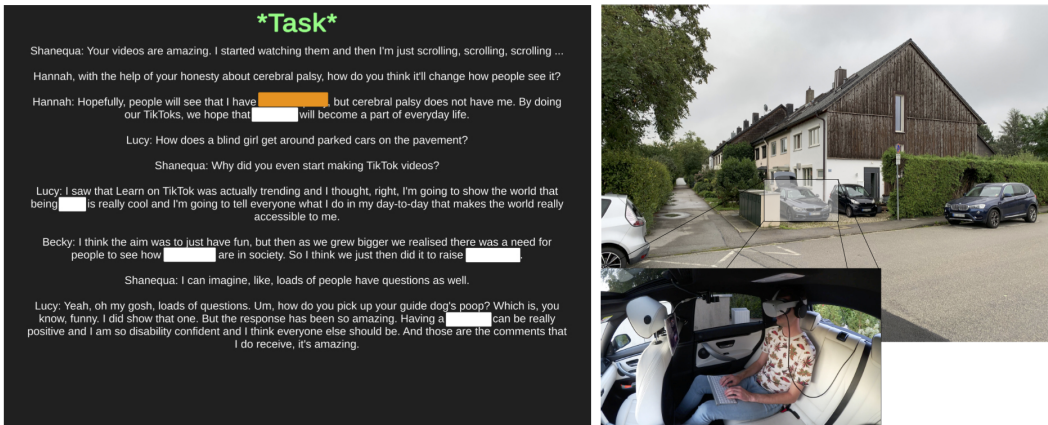 *Task*
Shanequa: Your videos are amazing. I started watching them and then I'm just scrolling, scrolling, scrolling ...
Hannah, with the help of your honesty about cerebral palsy, how do you think it'll change how people see it?
Hannah: Hopefully, people will see that I have , but cerebral palsy does not have me. By doing
our TikToks, we hope that will become a part of everyday life.
Lucy: How does a blind girl get around parked cars on the pavement?
Shanequa: Why did you even start making TikTok videos?
Lucy: I saw that Learn on TikTok was actually trending and I thought, right, I'm going to show the world that
being is really cool and I'm going to tell everyone what I do in my day-to-day that makes the world really
accessible to me.
Becky: I think the aim was to just have fun, but then as we grew bigger we realised there was a need for
people to see how are in society. So I think we just then did it to raise .
Shanequa: I can imagine, like, loads of people have questions as well.
Lucy: Yeah, oh my gosh, loads of questions. Um, how do you pick up your guide dog's poop? Which is, you
know, funny. I did show that one. But the response has been so amazing. Having a can be really
positive and I am so disability confident and I think everyone else should be. And those are the comments that
I do receive, it's amazing.